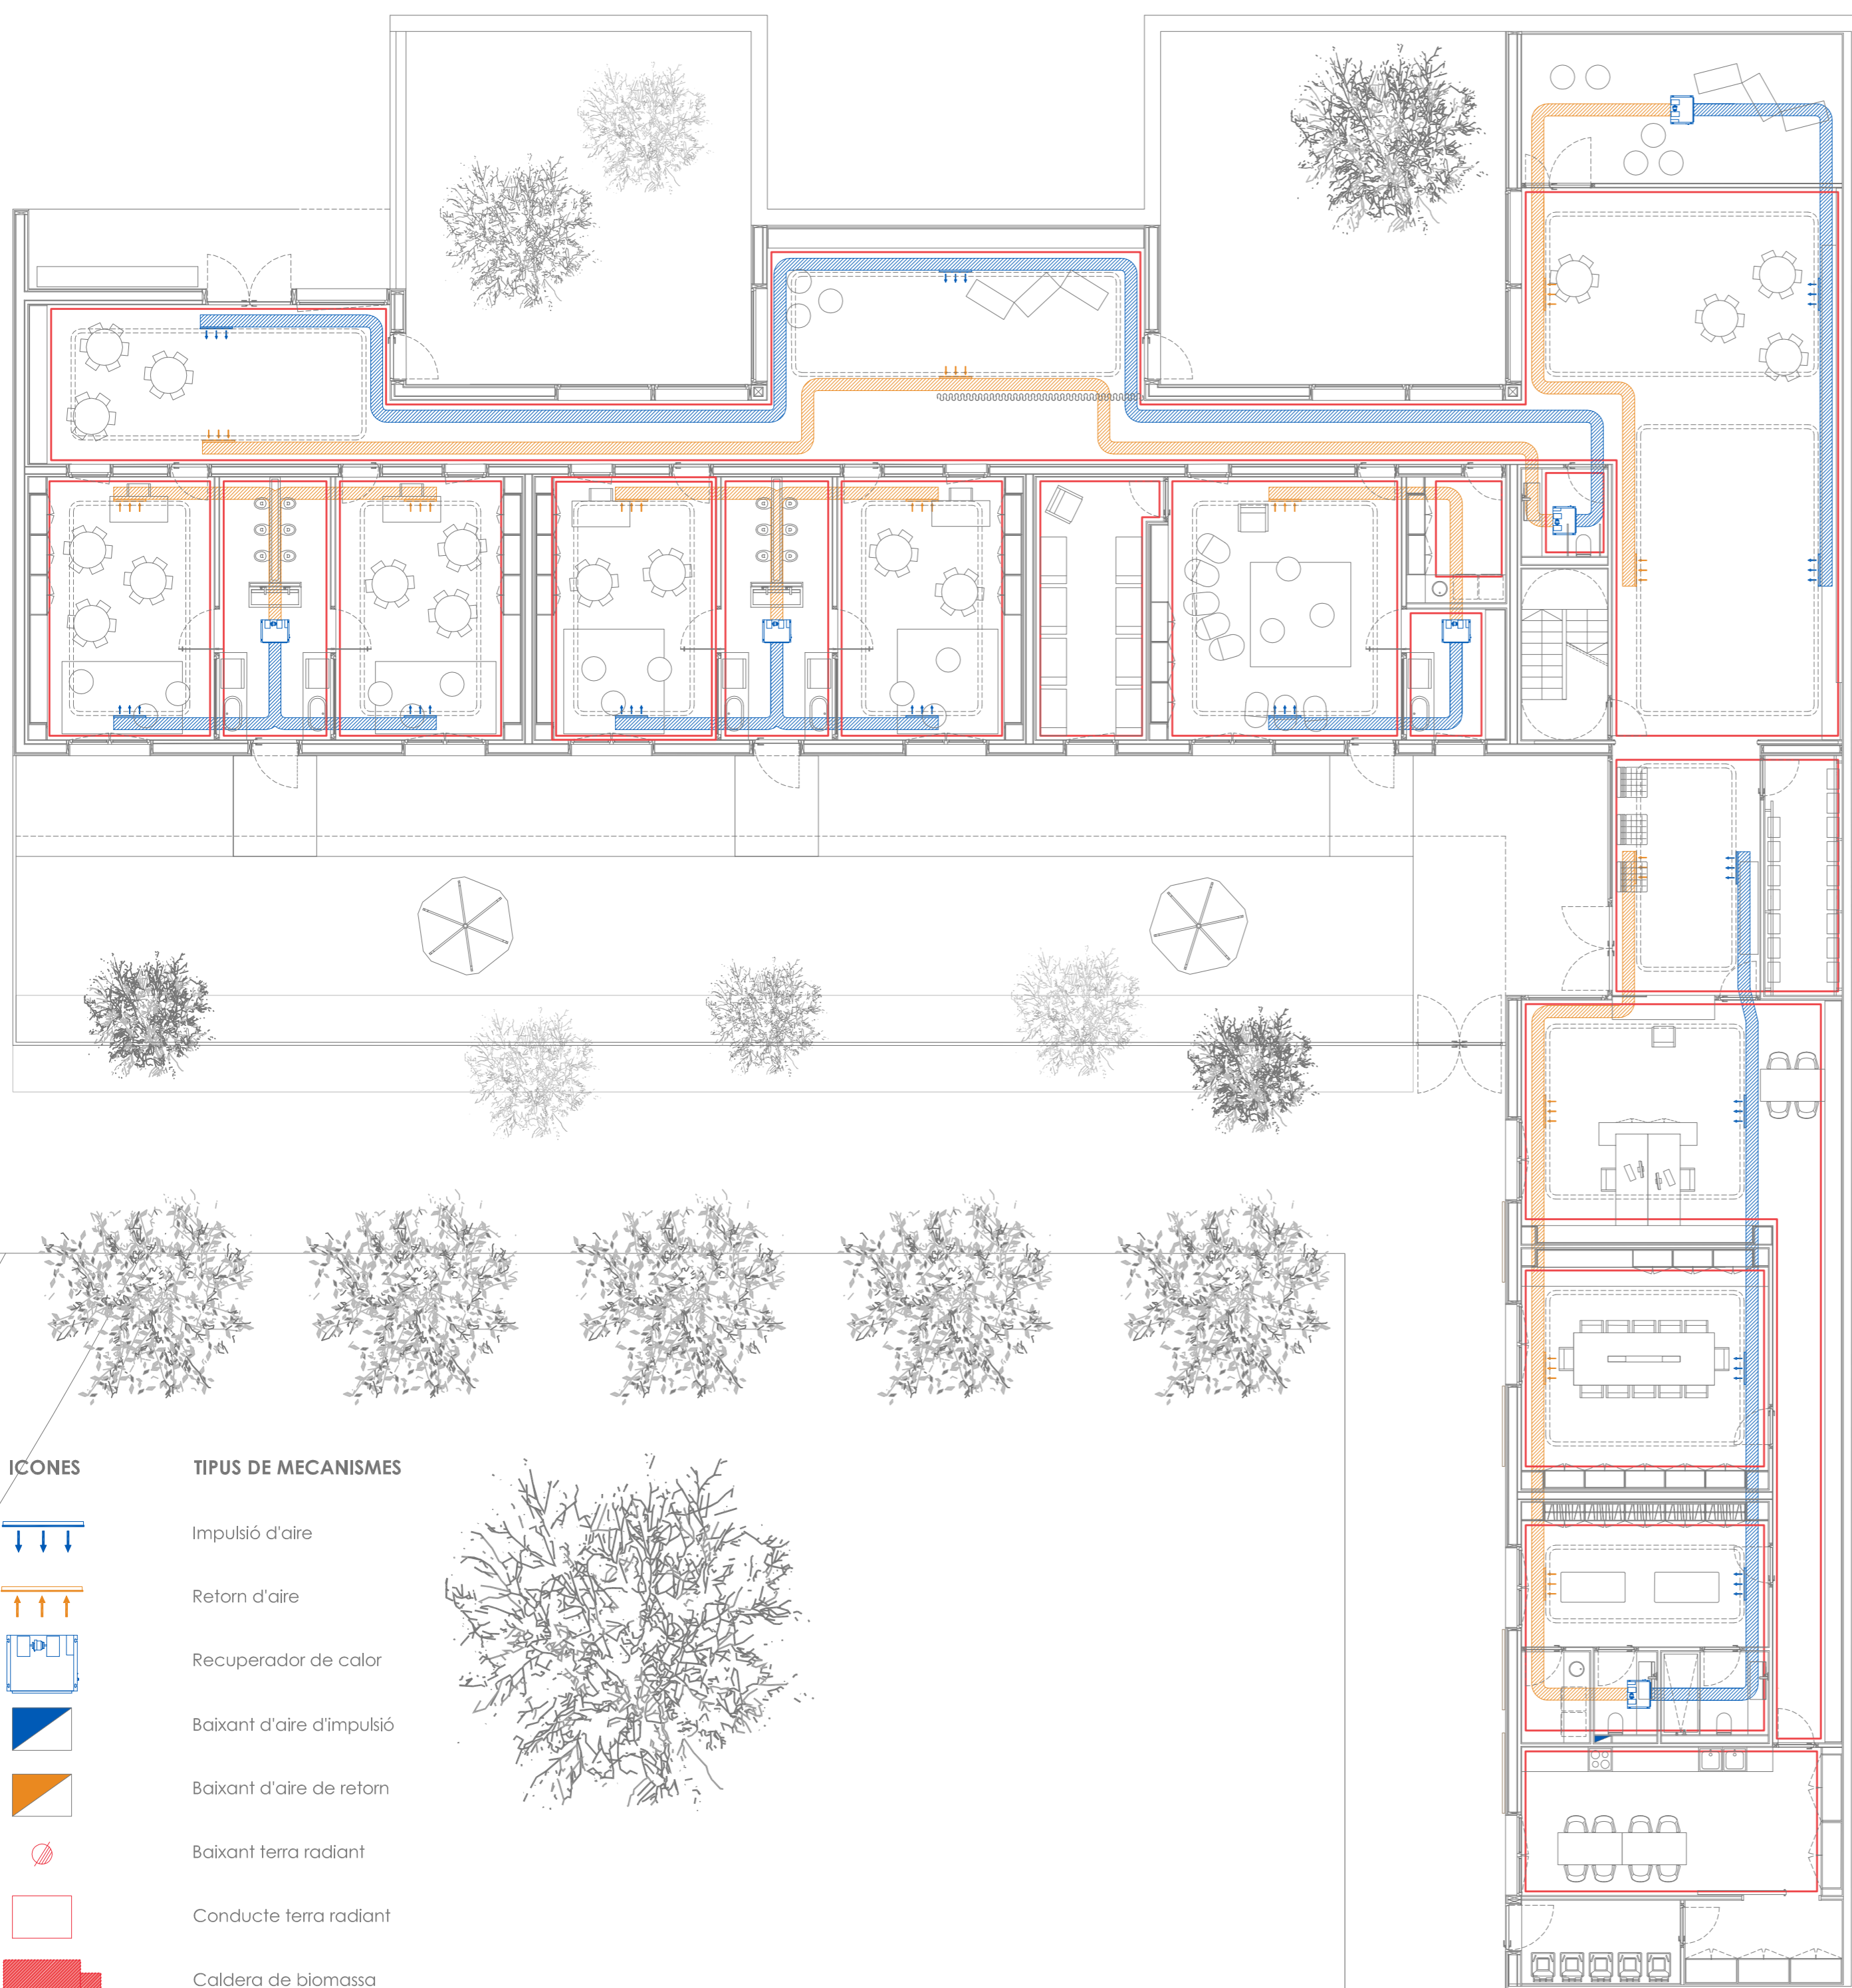 ICONES
TIPUS DE MECANISMES
Impulsió d'aire
Retorn d'aire
Recuperador de calor
Baixant d'aire d'impulsió
Baixant d'aire de retorn
Baixant terra radiant
Conducte terra radiant
Caldera de biomassa